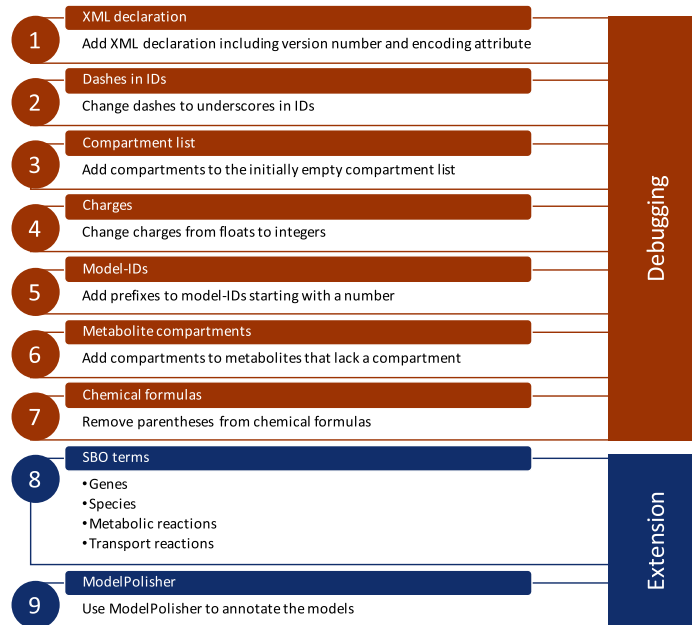 1
XML declaration
Add XML declaration including version number and encoding attribute
2
Dashes in IDs
Change dashes to underscores in IDs
3
Compartment list
Add compartments to the initially empty compartment list
4
Charges
Change charges from floats to integers
5
Model-IDs
Add prefixes to model-IDs starting with a number
6
Metabolite compartments
Add compartments to metabolites that lack a compartment
7
Chemical formulas
Remove parentheses from chemical formulas
Debugging
8
SBO terms
•Genes
•Species
•Metabolic reactions
•Transport reactions
9
ModelPolisher
Use ModelPolisher to annotate the models
Extension